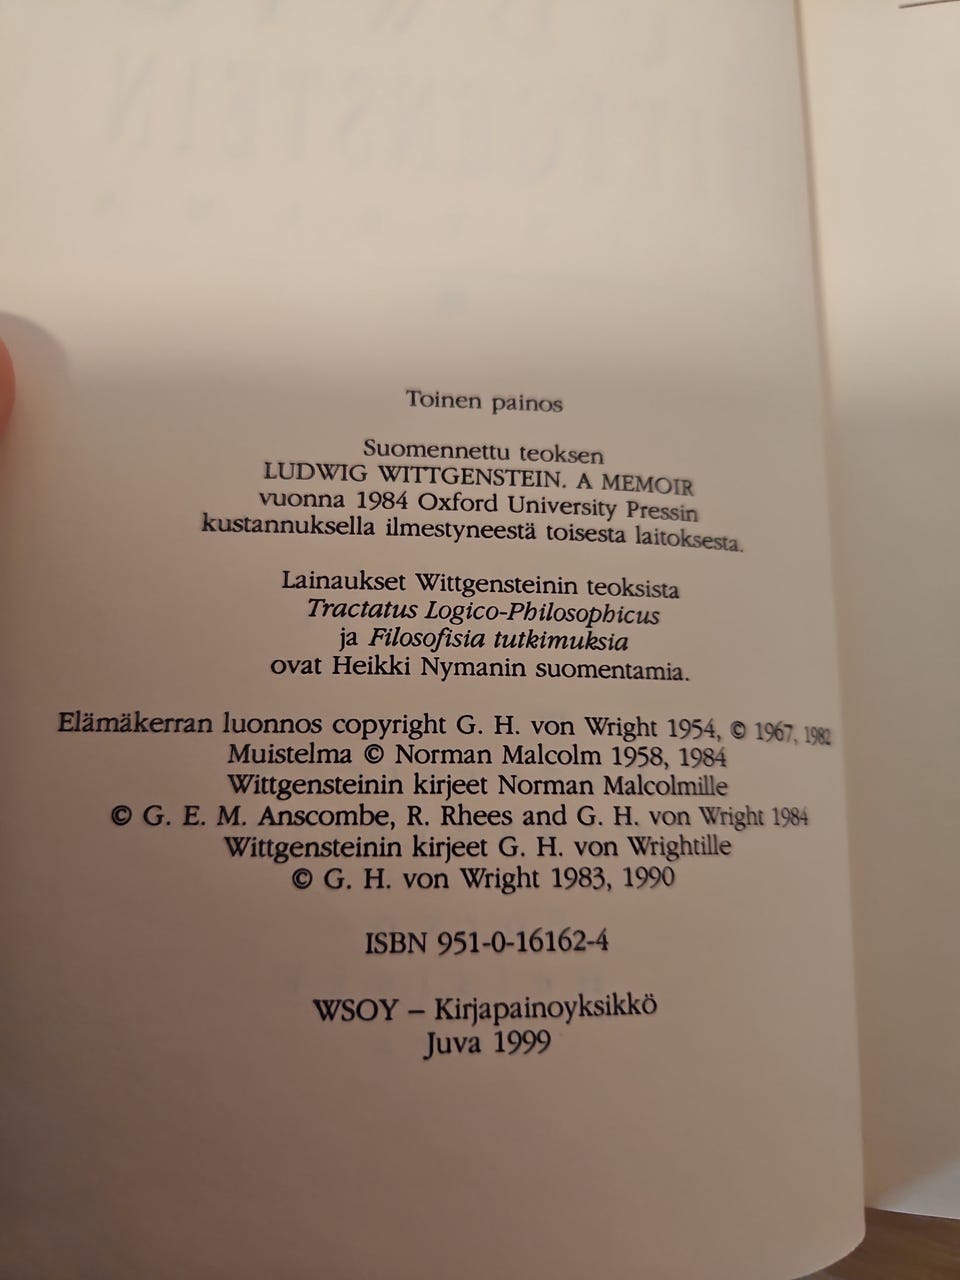 Toinen painos
Suomennettu teoksen
LUDWIG WITTGENSTEIN. A MEMOIR
vuonna 1984 Oxford University Pressin
kustannuksella ilmestyneestä toisesta laitoksesta.
Lainaukset Wittgensteinin teoksista
Tractatus Logico-Philosophicus
ja Filosofisia tutkimuksia
ovat Heikki Nymanin suomentamia.
Elämäkerran luonnos copyright G. H. von Wright 1954, © 1967, 1982
Muistelma © Norman Malcolm 1958, 1984
Wittgensteinin kirjeet Norman Malcolmille
© G. E. M. Anscombe, R. Rhees and G. H. von Wright 1984
Wittgensteinin kirjeet G. H. von Wrightille
© G. H. von Wright 1983, 1990
ISBN 951-0-16162-4
WSOY – Kirjapainoyksikkö
Juva 1999